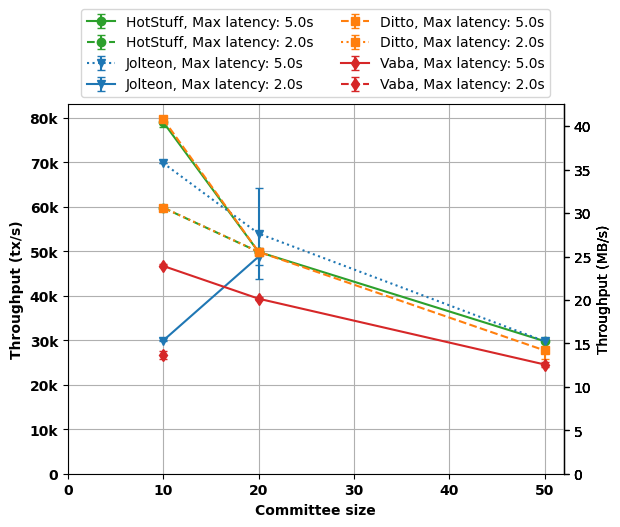 HotStuff, Max latency: 5.0s
HotStuff, Max latency: 2.0s
Jolteon, Max latency: 5.0s
Jolteon, Max latency: 2.0s
Ditto, Max latency: 5.0s
Ditto, Max latency: 2.0s
Vaba, Max latency: 5.0s
Vaba, Max latency: 2.0s
Throughput (tx/s)
80k
70k
60k
50k
40k
30k
20k
10k
0
0 10 20 30 40 50
Committee size
40
35
30
25
20
15
10
5
0
Throughput (MB/s)